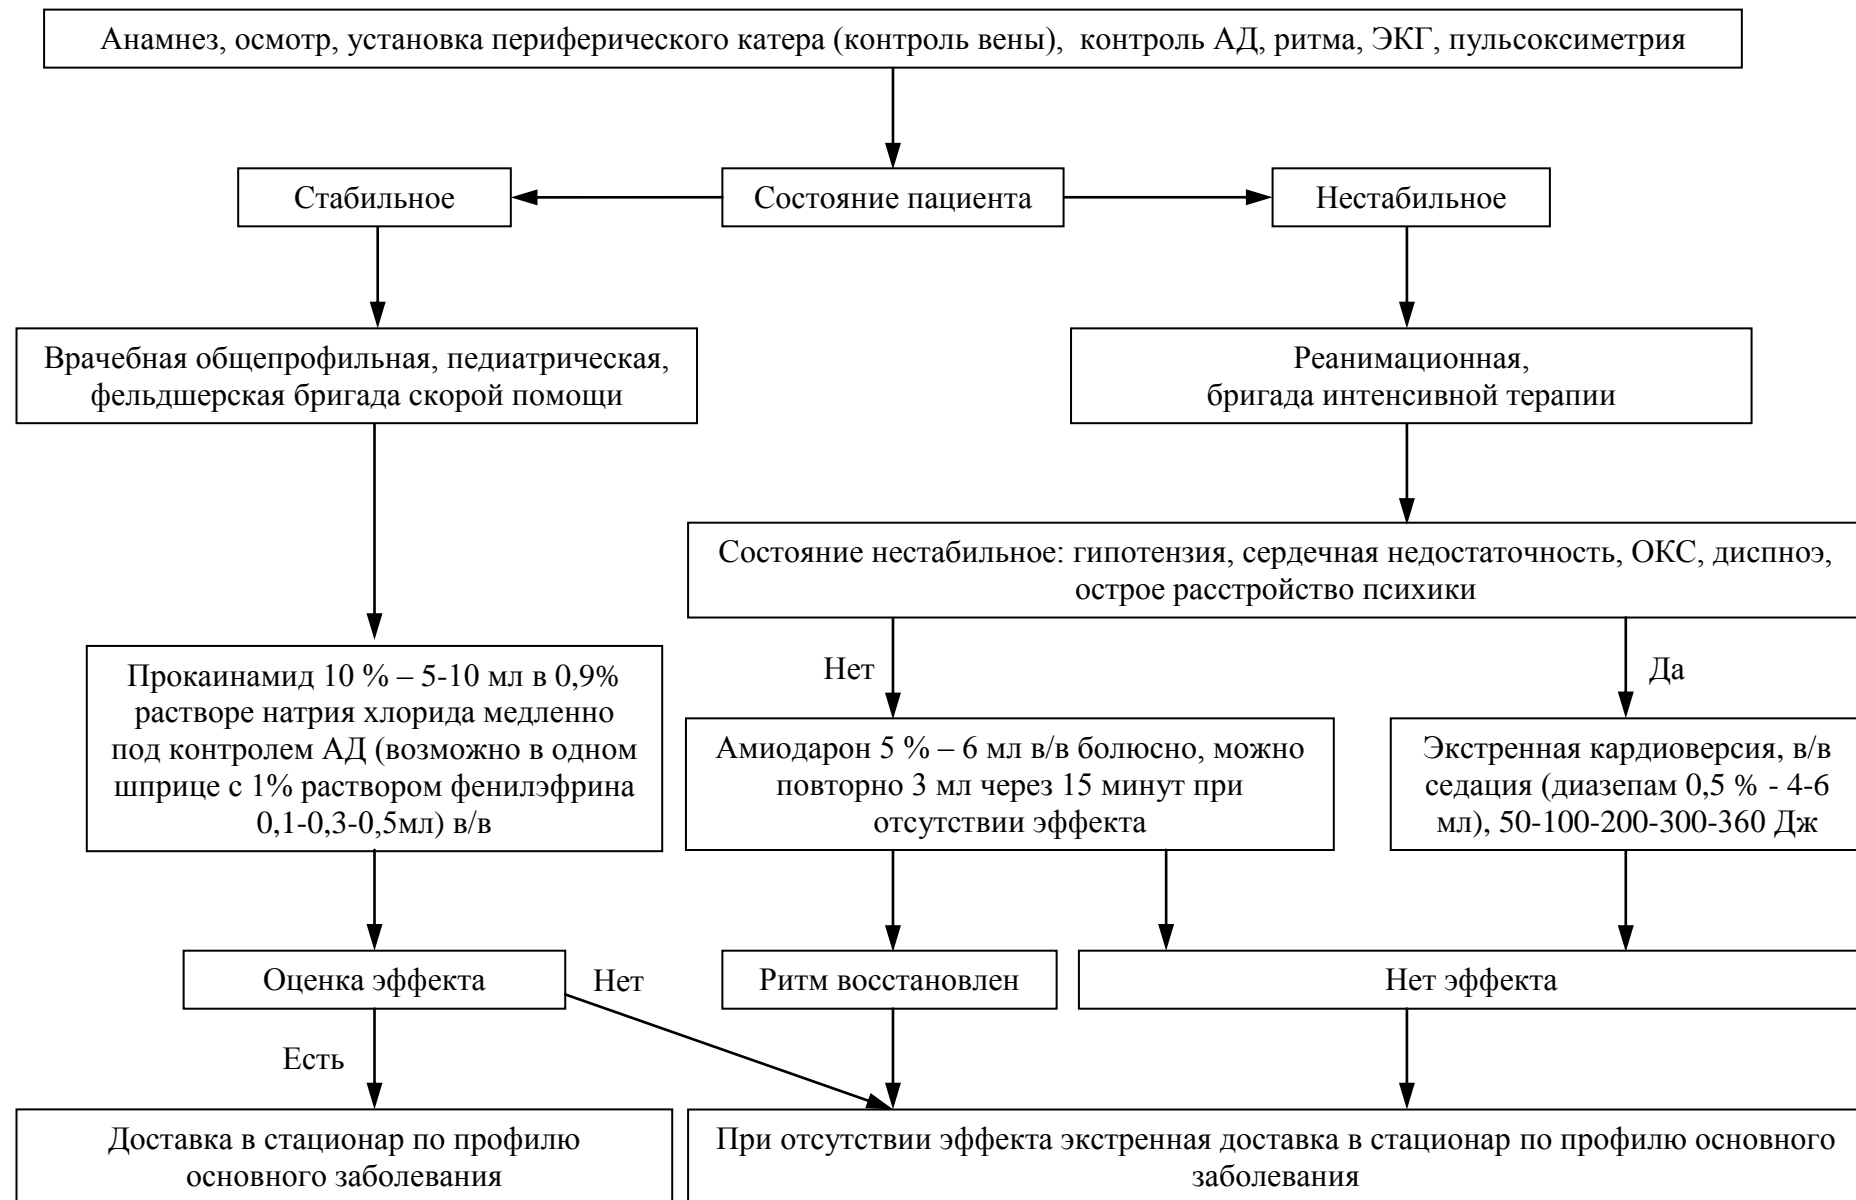 Анамнез, осмотр, установка периферического катера (контроль вены), контроль АД, ритма, ЭКГ, пульсоксиметрия
Стабильное
Состояние пациента
Нестабильное
Врачебная общепрофильная, педиатрическая,
фельдшерская бригада скорой помощи
Реанимационная,
бригада интенсивной терапии
Состояние нестабильное: гипотензия, сердечная недостаточность, ОКС, диспноэ,
острое расстройство психики
Нет
Да
Прокаинамид 10 % – 5-10 мл в 0,9%
растворе натрия хлорида медленно
под контролем АД (возможно в одном
шприце с 1% раствором фенилэфрина
0,1-0,3-0,5мл) в/в
Амиодарон 5 % – 6 мл в/в болюсно, можно
повторно 3 мл через 15 минут при
отсутствии эффекта
Экстренная кардиоверсия, в/в
седация (диазепам 0,5 % - 4-6
мл), 50-100-200-300-360 Дж
Оценка эффекта
Нет
Ритм восстановлен
Нет эффекта
Есть
Доставка в стационар по профилю
основного заболевания
При отсутствии эффекта экстренная доставка в стационар по профилю основного
заболевания